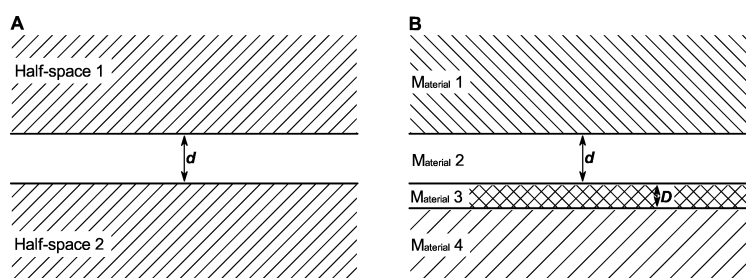 A
Half-space 1
d
Half-space 2
B
Material 1
Material 2
d
Material 3
D
Material 4